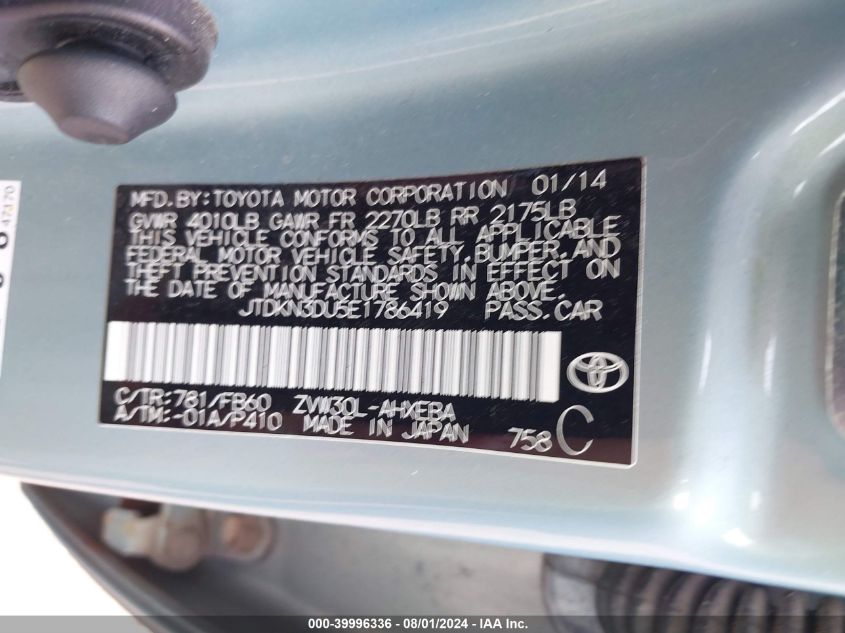 MFD.BY:TOYOTA MOTOR CORPORATION 01/14
GVWR 4010LB GAWR FR 2270LB RR 2175LB
THIS VEHICLE CONFORMS TO ALL APPLICABLE
FEDERAL MOTOR VEHICLE SAFETY,BUMPER,AND
THEFT PREVENTION STANDARDS IN EFFECT ON
THE DATE OF MANUFACTURE SHOWN ABOVE.
JTDKN3DU5E1786419 PASS.CAR
C/TR:781/FB60 ZVW30L-AHXEBA
A/TM:-01A/P410 MADE IN JAPAN 758 C
47170
000-39996336 - 08/01/2024 - IAA Inc.